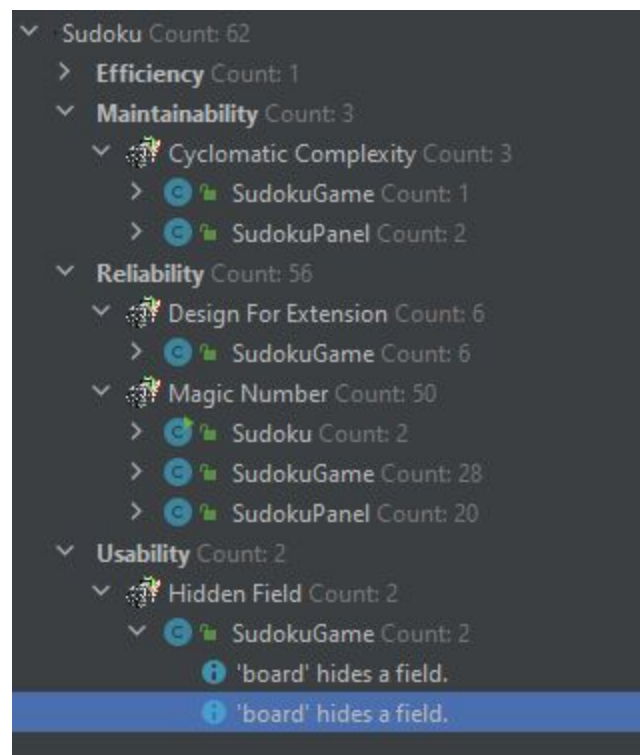 Sudoku Count: 62
Efficiency Count: 1
Maintainability Count: 3
Cyclomatic Complexity Count: 3
SudokuGame Count: 1
SudokuPanel Count: 2
Reliability Count: 56
Design For Extension Count: 6
SudokuGame Count: 6
Magic Number Count: 50
Sudoku Count: 2
SudokuGame Count: 28
SudokuPanel Count: 20
Usability Count: 2
Hidden Field Count: 2
SudokuGame Count: 2
'board' hides a field.
'board' hides a field.